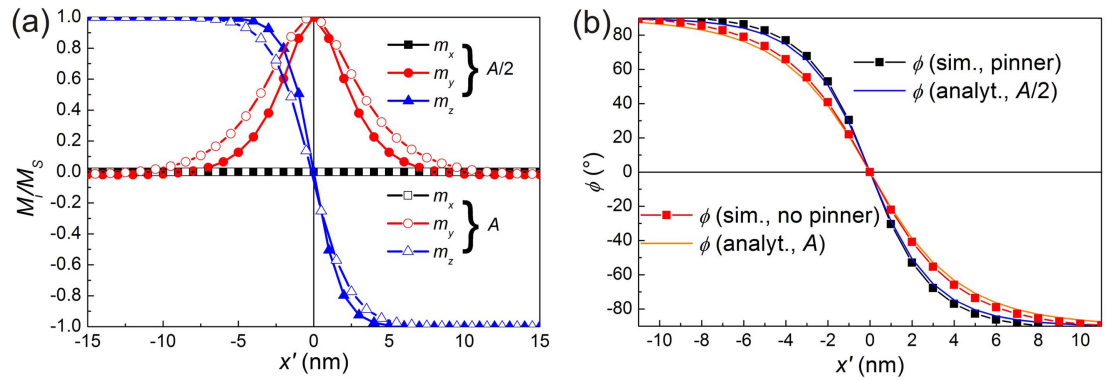 (a)
1.0
0.8
0.6
0.4
0.2
0.0
-0.2
-0.4
-0.6
-0.8
-1.0
M_i/M_S
m_x
m_y } A/2
m_z
m_x
m_y } A
m_z
-15 -10 -5 0 5 10 15
x' (nm)
(b)
80
60
40
20
0
-20
-40
-60
-80
ϕ (°)
ϕ (sim., pinner)
ϕ (analyt., A/2)
ϕ (sim., no pinner)
ϕ (analyt., A)
-10 -8 -6 -4 -2 0 2 4 6 8 10
x' (nm)